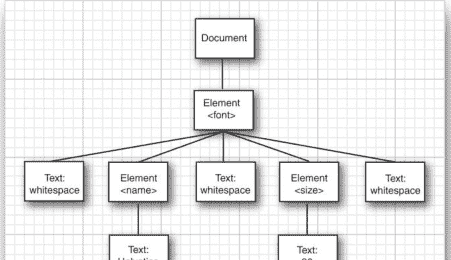 Document
Element
<font>
Text:
whitespace
Element
<name>
Text:
whitespace
Element
<size>
Text:
whitespace
Text:
Text: